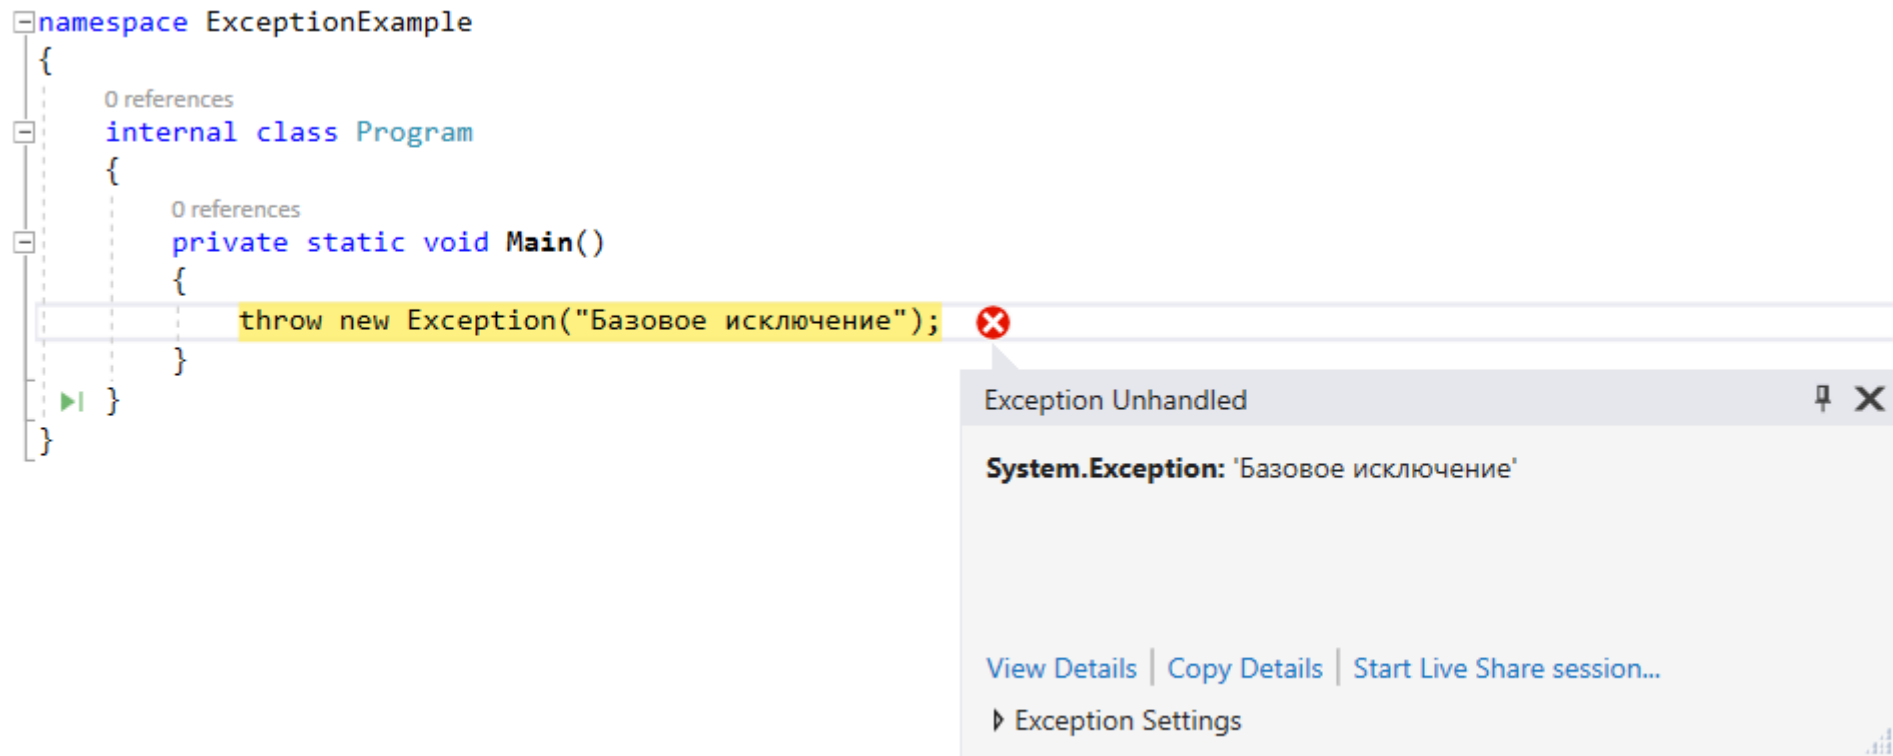 namespace ExceptionExample
{
0 references
internal class Program
{
0 references
private static void Main()
{
throw new Exception("Базовое исключение");
}
}
}
Exception Unhandled
System.Exception: 'Базовое исключение'
View Details | Copy Details | Start Live Share session...
Exception Settings